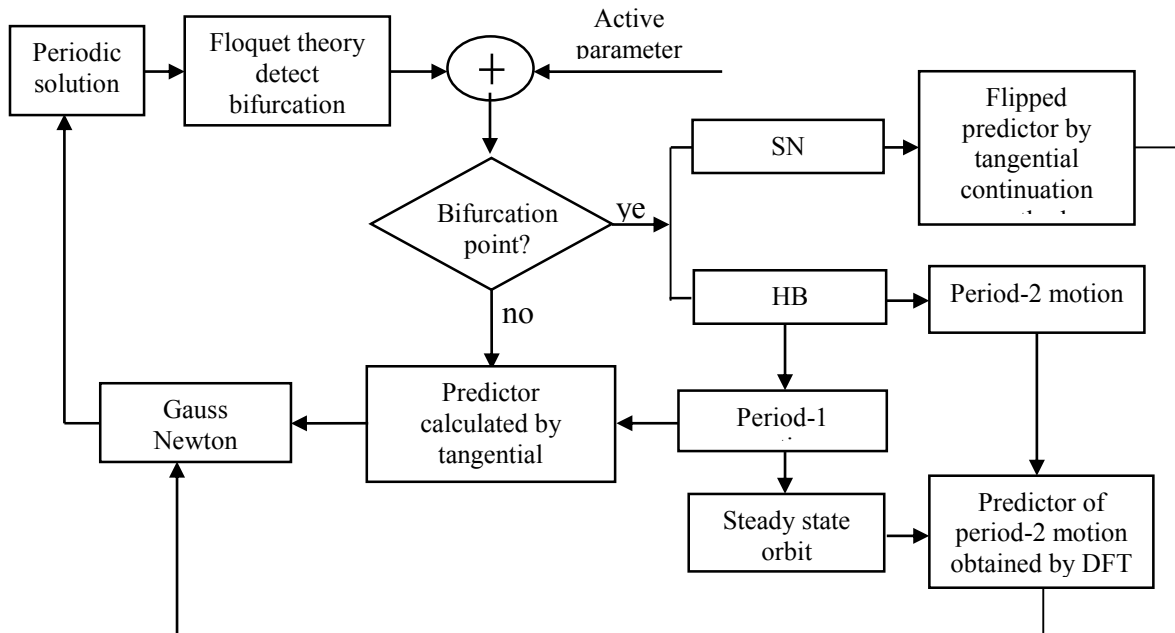 Periodic
solution
Floquet theory
detect
bifurcation
+
Active
parameter
Bifurcation
point?
ye
no
SN
Flipped
predictor by
tangential
continuation
HB
Period-2 motion
Gauss
Newton
Predictor
calculated by
tangential
Period-1
Steady state
orbit
Predictor of
period-2 motion
obtained by DFT